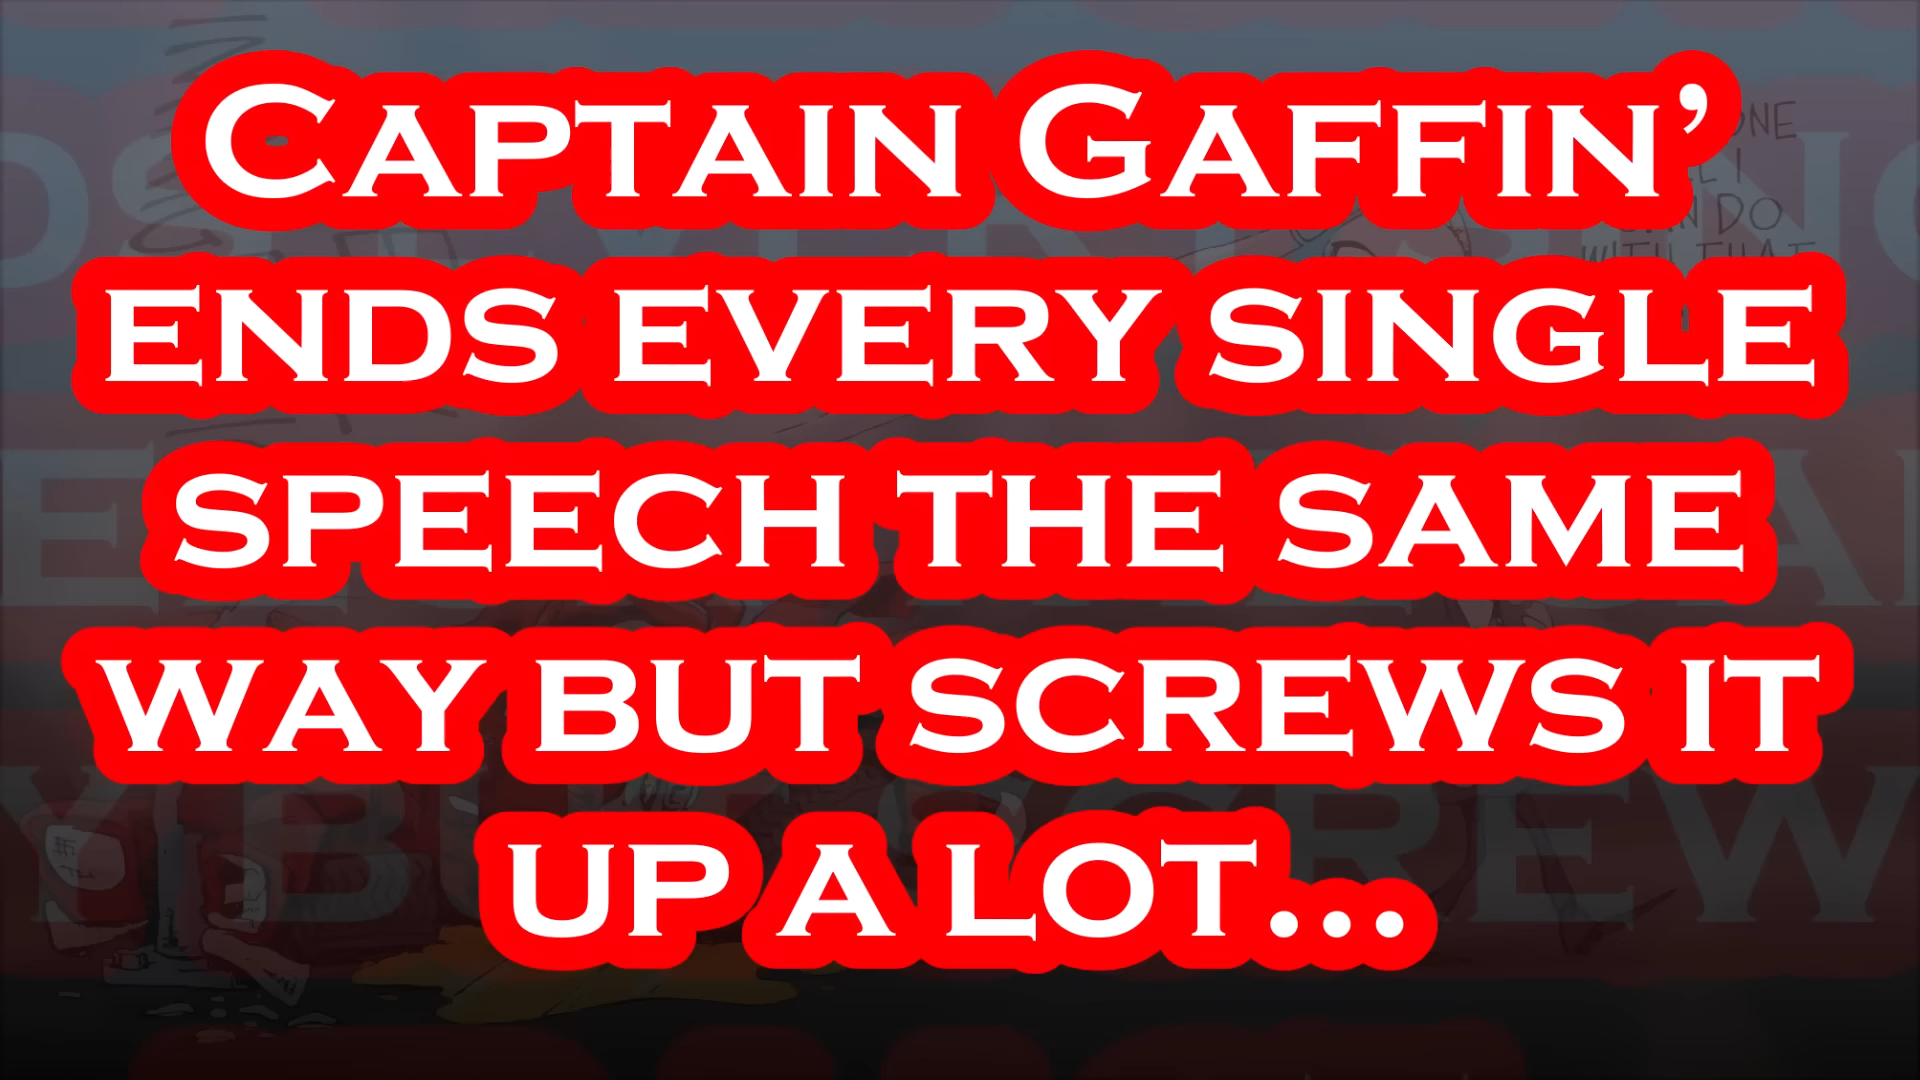 Captain Gaffin’
ends every single
speech the same
way but screws it
up a lot...